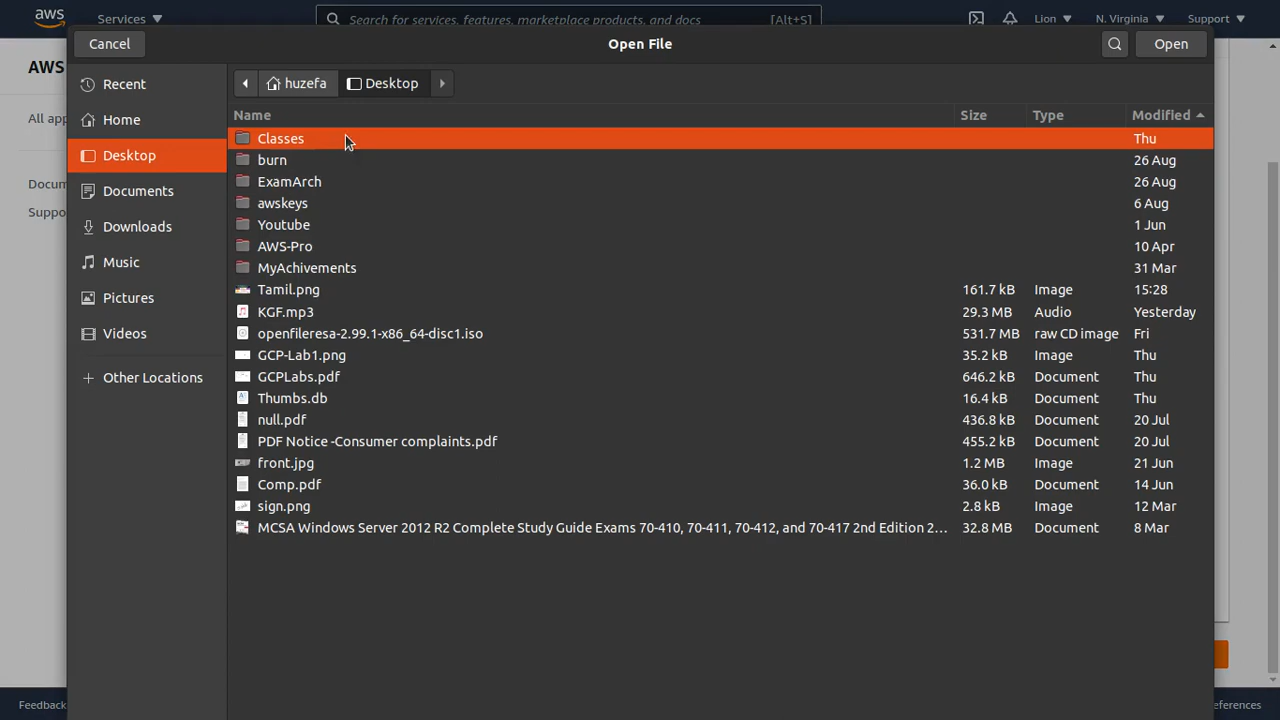 aws Services Search for services, features, marketplace products, and docs [Alt+S] Lion N. Virginia Support
Cancel Open File Open
AWS
All app
Docum
Suppo
Recent
Home
Desktop
Documents
Downloads
Music
Pictures
Videos
Other Locations
huzefa Desktop
Name Size Type Modified
Classes Thu
burn 26 Aug
ExamArch 26 Aug
awskeys 6 Aug
Youtube 1 Jun
AWS-Pro 10 Apr
MyAchivements 31 Mar
Tamil.png 161.7 kB Image 15:28
KGF.mp3 29.3 MB Audio Yesterday
openfileresa-2.99.1-x86_64-disc1.iso 531.7 MB raw CD image Fri
GCP-Lab1.png 35.2 kB Image Thu
GCPLabs.pdf 646.2 kB Document Thu
Thumbs.db 16.4 kB Document Thu
null.pdf 436.8 kB Document 20 Jul
PDF Notice -Consumer complaints.pdf 455.2 kB Document 20 Jul
front.jpg 1.2 MB Image 21 Jun
Comp.pdf 36.0 kB Document 14 Jun
sign.png 2.8 kB Image 12 Mar
MCSA Windows Server 2012 R2 Complete Study Guide Exams 70-410, 70-411, 70-412, and 70-417 2nd Edition 2... 32.8 MB Document 8 Mar
Feedback eferences